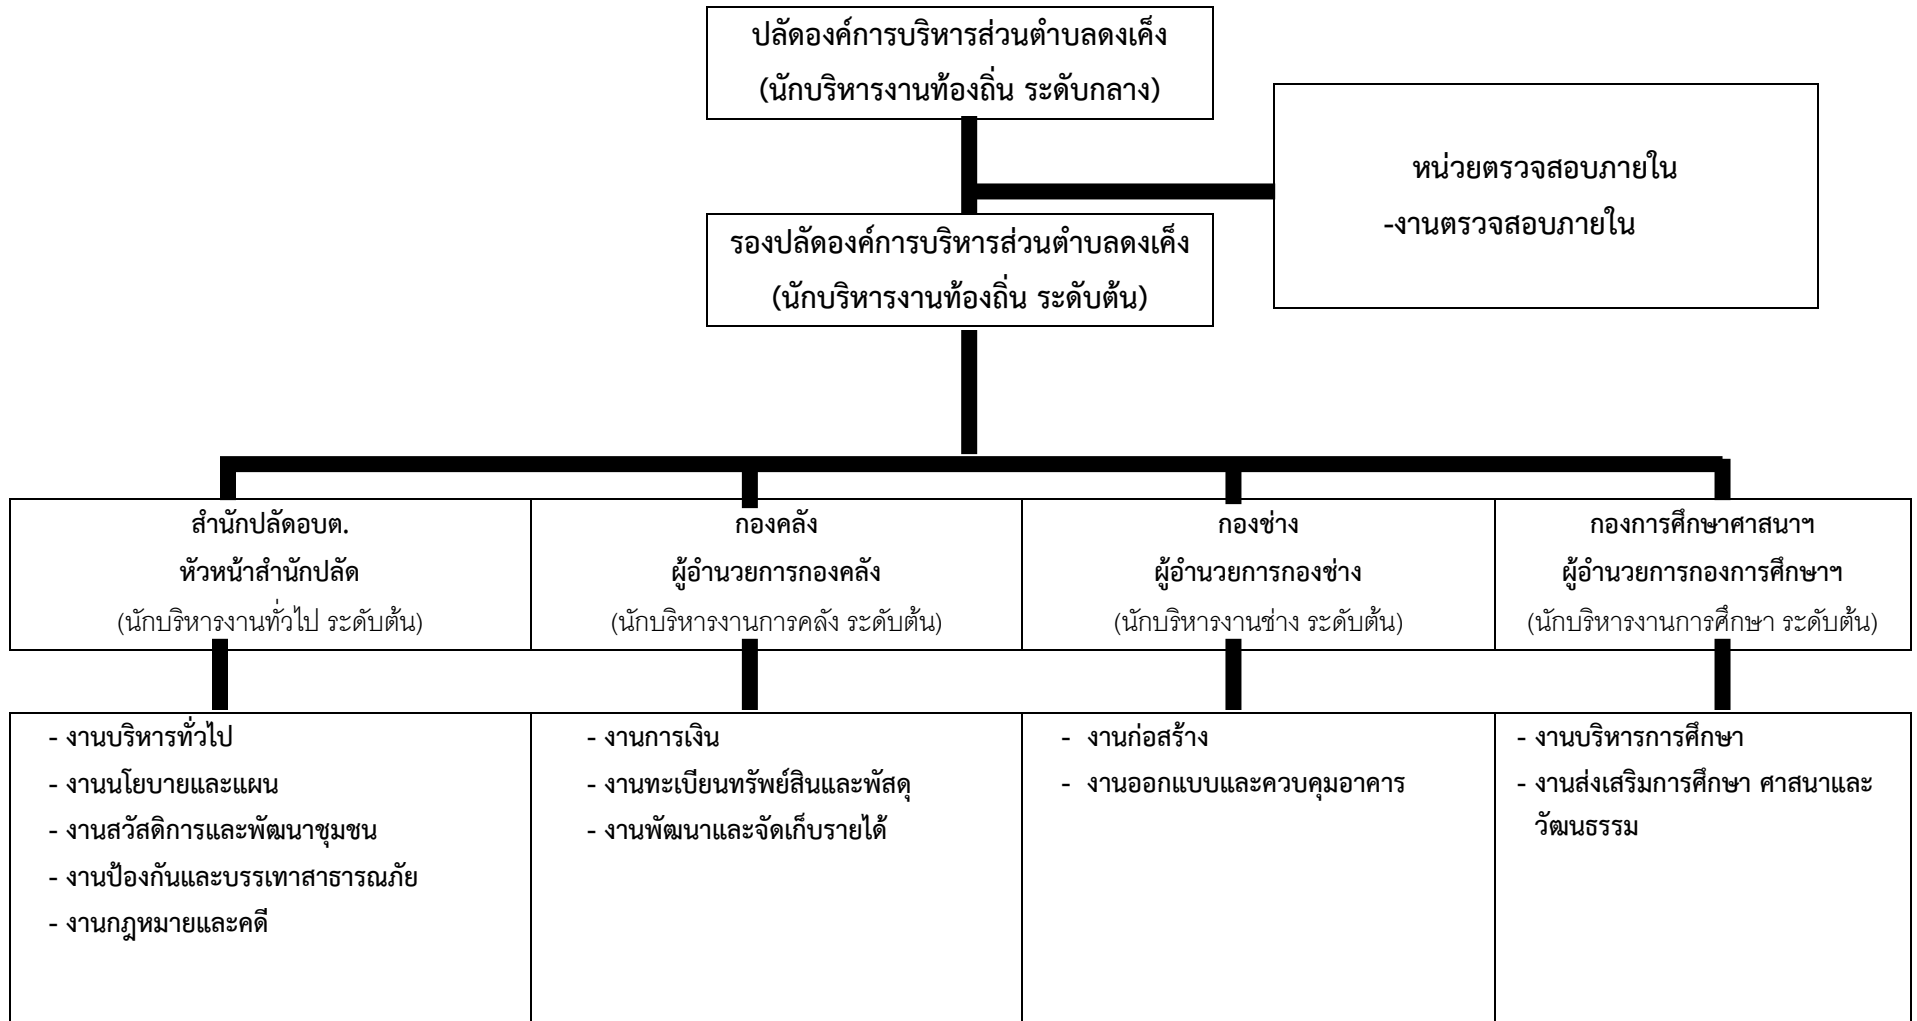 ปลัดองค์การบริหารส่วนตำบลดงเค็ง
(นักบริหารงานท้องถิ่น ระดับกลาง)
หน่วยตรวจสอบภายใน
-งานตรวจสอบภายใน
รองปลัดองค์การบริหารส่วนตำบลดงเค็ง
(นักบริหารงานท้องถิ่น ระดับต้น)
สำนักปลัดอบต.
หัวหน้าสำนักปลัด
(นักบริหารงานทั่วไป ระดับต้น)
กองคลัง
ผู้อำนวยการกองคลัง
(นักบริหารงานการคลัง ระดับต้น)
กองช่าง
ผู้อำนวยการกองช่าง
(นักบริหารงานช่าง ระดับต้น)
กองการศึกษาศาสนาฯ
ผู้อำนวยการกองการศึกษาฯ
(นักบริหารงานการศึกษา ระดับต้น)
- งานบริหารทั่วไป
- งานนโยบายและแผน
- งานสวัสดิการและพัฒนาชุมชน
- งานป้องกันและบรรเทาสาธารณภัย
- งานกฎหมายและคดี
- งานการเงิน
- งานทะเบียนทรัพย์สินและพัสดุ
- งานพัฒนาและจัดเก็บรายได้
- งานก่อสร้าง
- งานออกแบบและควบคุมอาคาร
- งานบริหารการศึกษา
- งานส่งเสริมการศึกษา ศาสนาและ
วัฒนธรรม